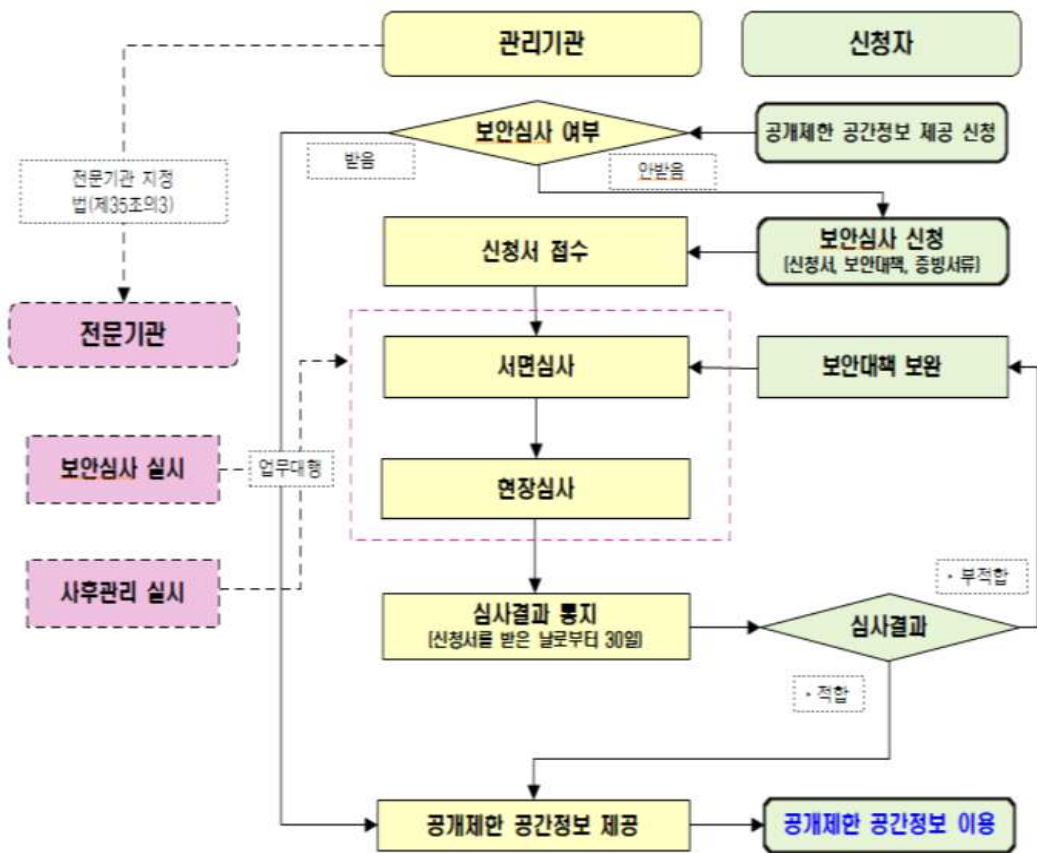 관리기관
신청자
보안심사 여부
공개제한 공간정보 제공 신청
받음
안받음
전문기관 지정
법(제35조의3)
신청서 접수
보안심사 신청
(신청서, 보안대책, 증빙서류)
전문기관
서면심사
보안대책 보완
보안심사 실시
업무대행
현장심사
사후관리 실시
• 부적합
심사결과 통지
(신청서를 받은 날로부터 30일)
심사결과
• 적합
공개제한 공간정보 제공
공개제한 공간정보 이용